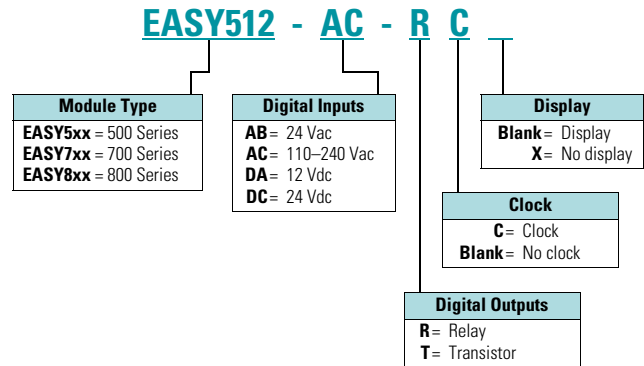 EASY512 - AC - R C
Module Type
EASY5xx = 500 Series
EASY7xx = 700 Series
EASY8xx = 800 Series
Digital Inputs
AB = 24 Vac
AC = 110–240 Vac
DA = 12 Vdc
DC = 24 Vdc
Display
Blank = Display
X = No display
Clock
C = Clock
Blank = No clock
Digital Outputs
R = Relay
T = Transistor